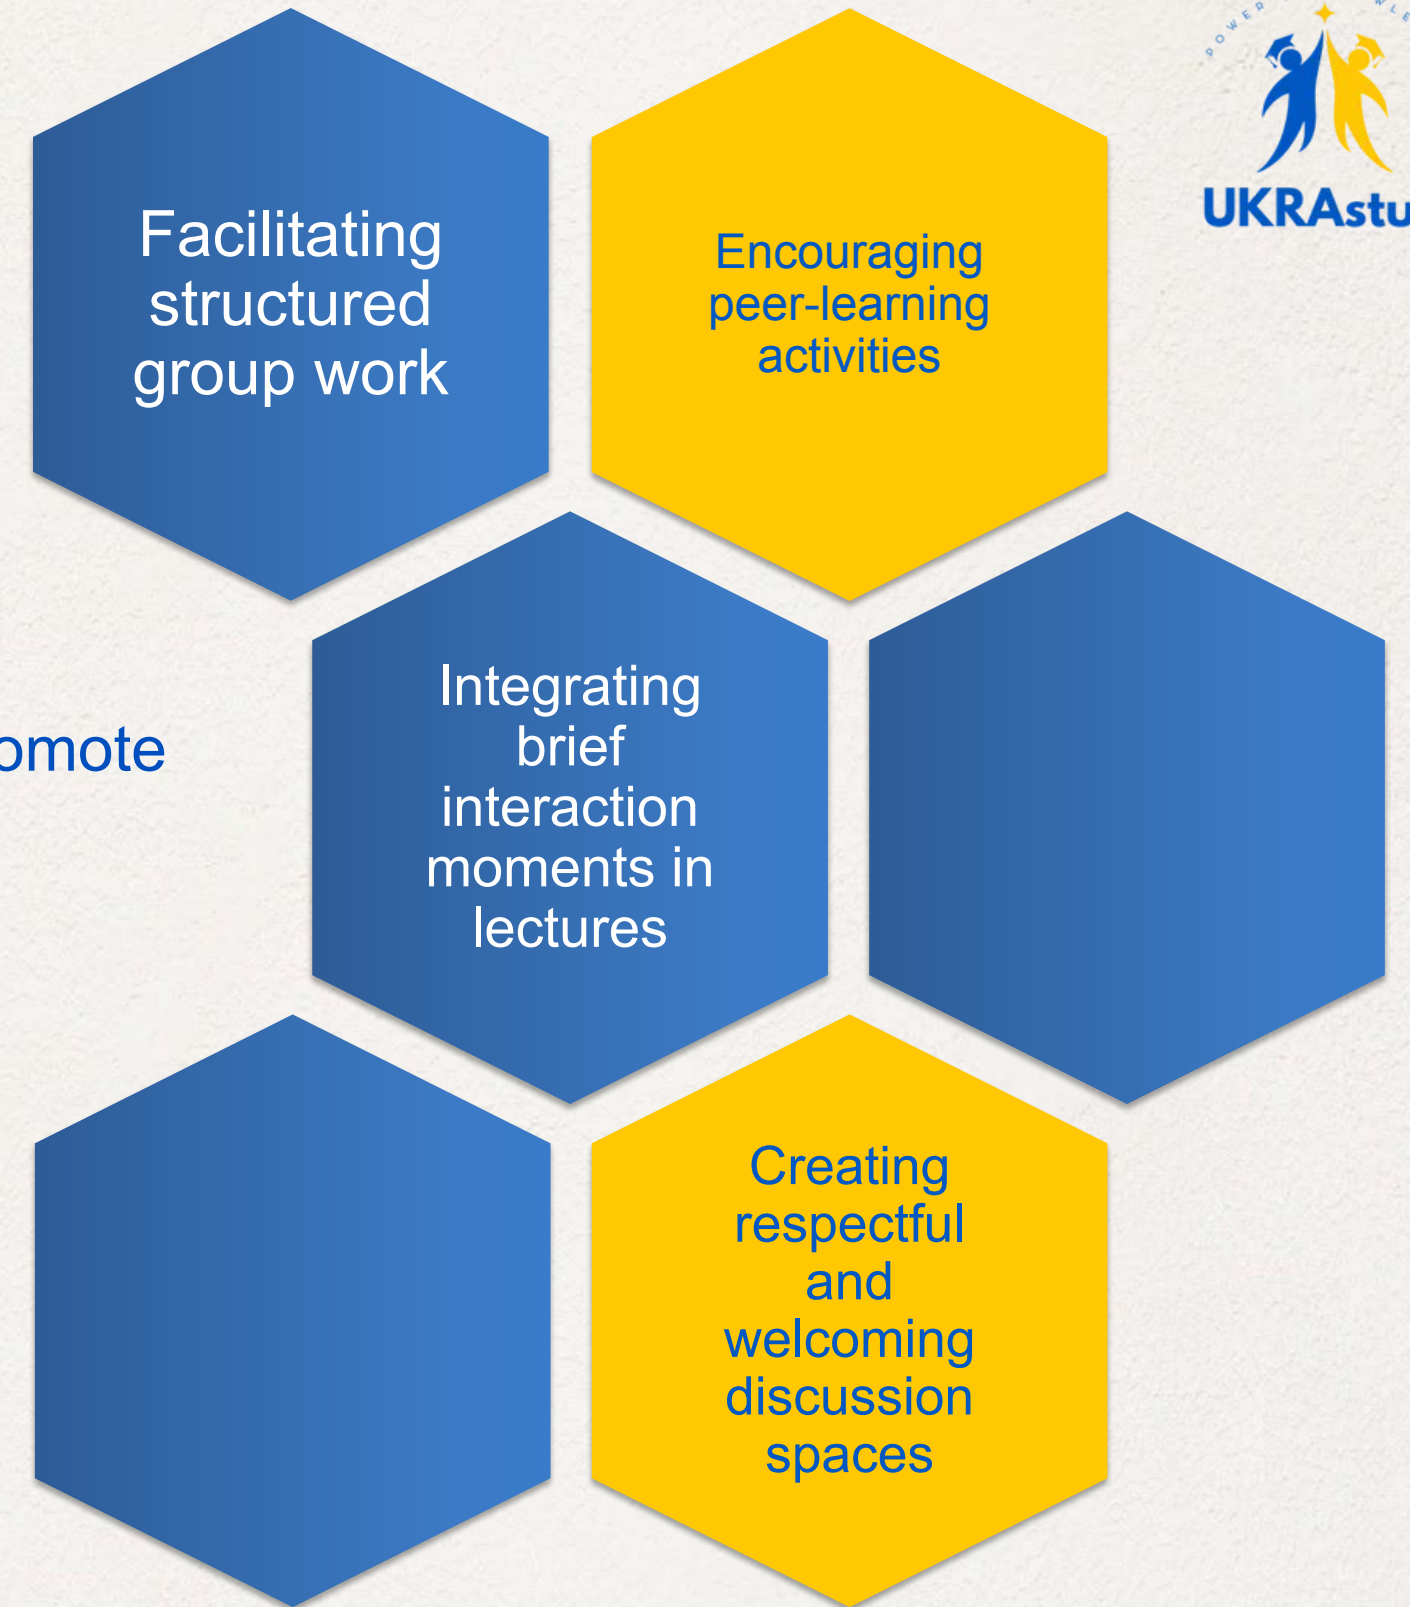 Facilitating
structured
group work
Encouraging
peer-learning
activities
UKRAstu
omote
Integrating
brief
interaction
moments in
lectures
Creating
respectful
and
welcoming
discussion
spaces